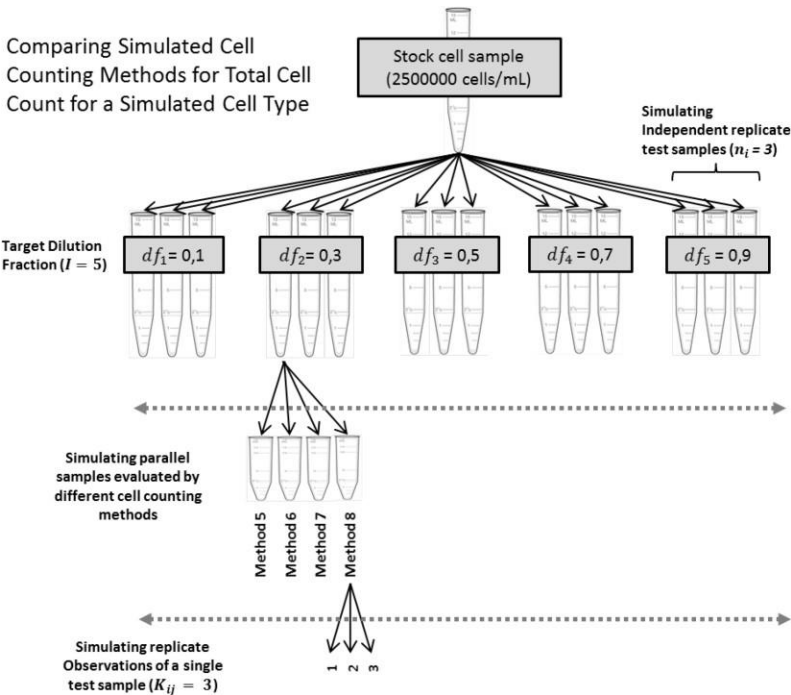 Comparing Simulated Cell
Counting Methods for Total Cell
Count for a Simulated Cell Type
Stock cell sample
(2500000 cells/mL)
Simulating
Independent replicate
test samples (nᵢ = 3)
Target Dilution
Fraction (I = 5)
df₁= 0,1
df₂= 0,3
df₃ = 0,5
df₄ = 0,7
df₅ = 0,9
Simulating parallel
samples evaluated by
different cell counting
methods
Method 5
Method 6
Method 7
Method 8
Simulating replicate
Observations of a single
test sample (Kᵢⱼ = 3)
1
2
3